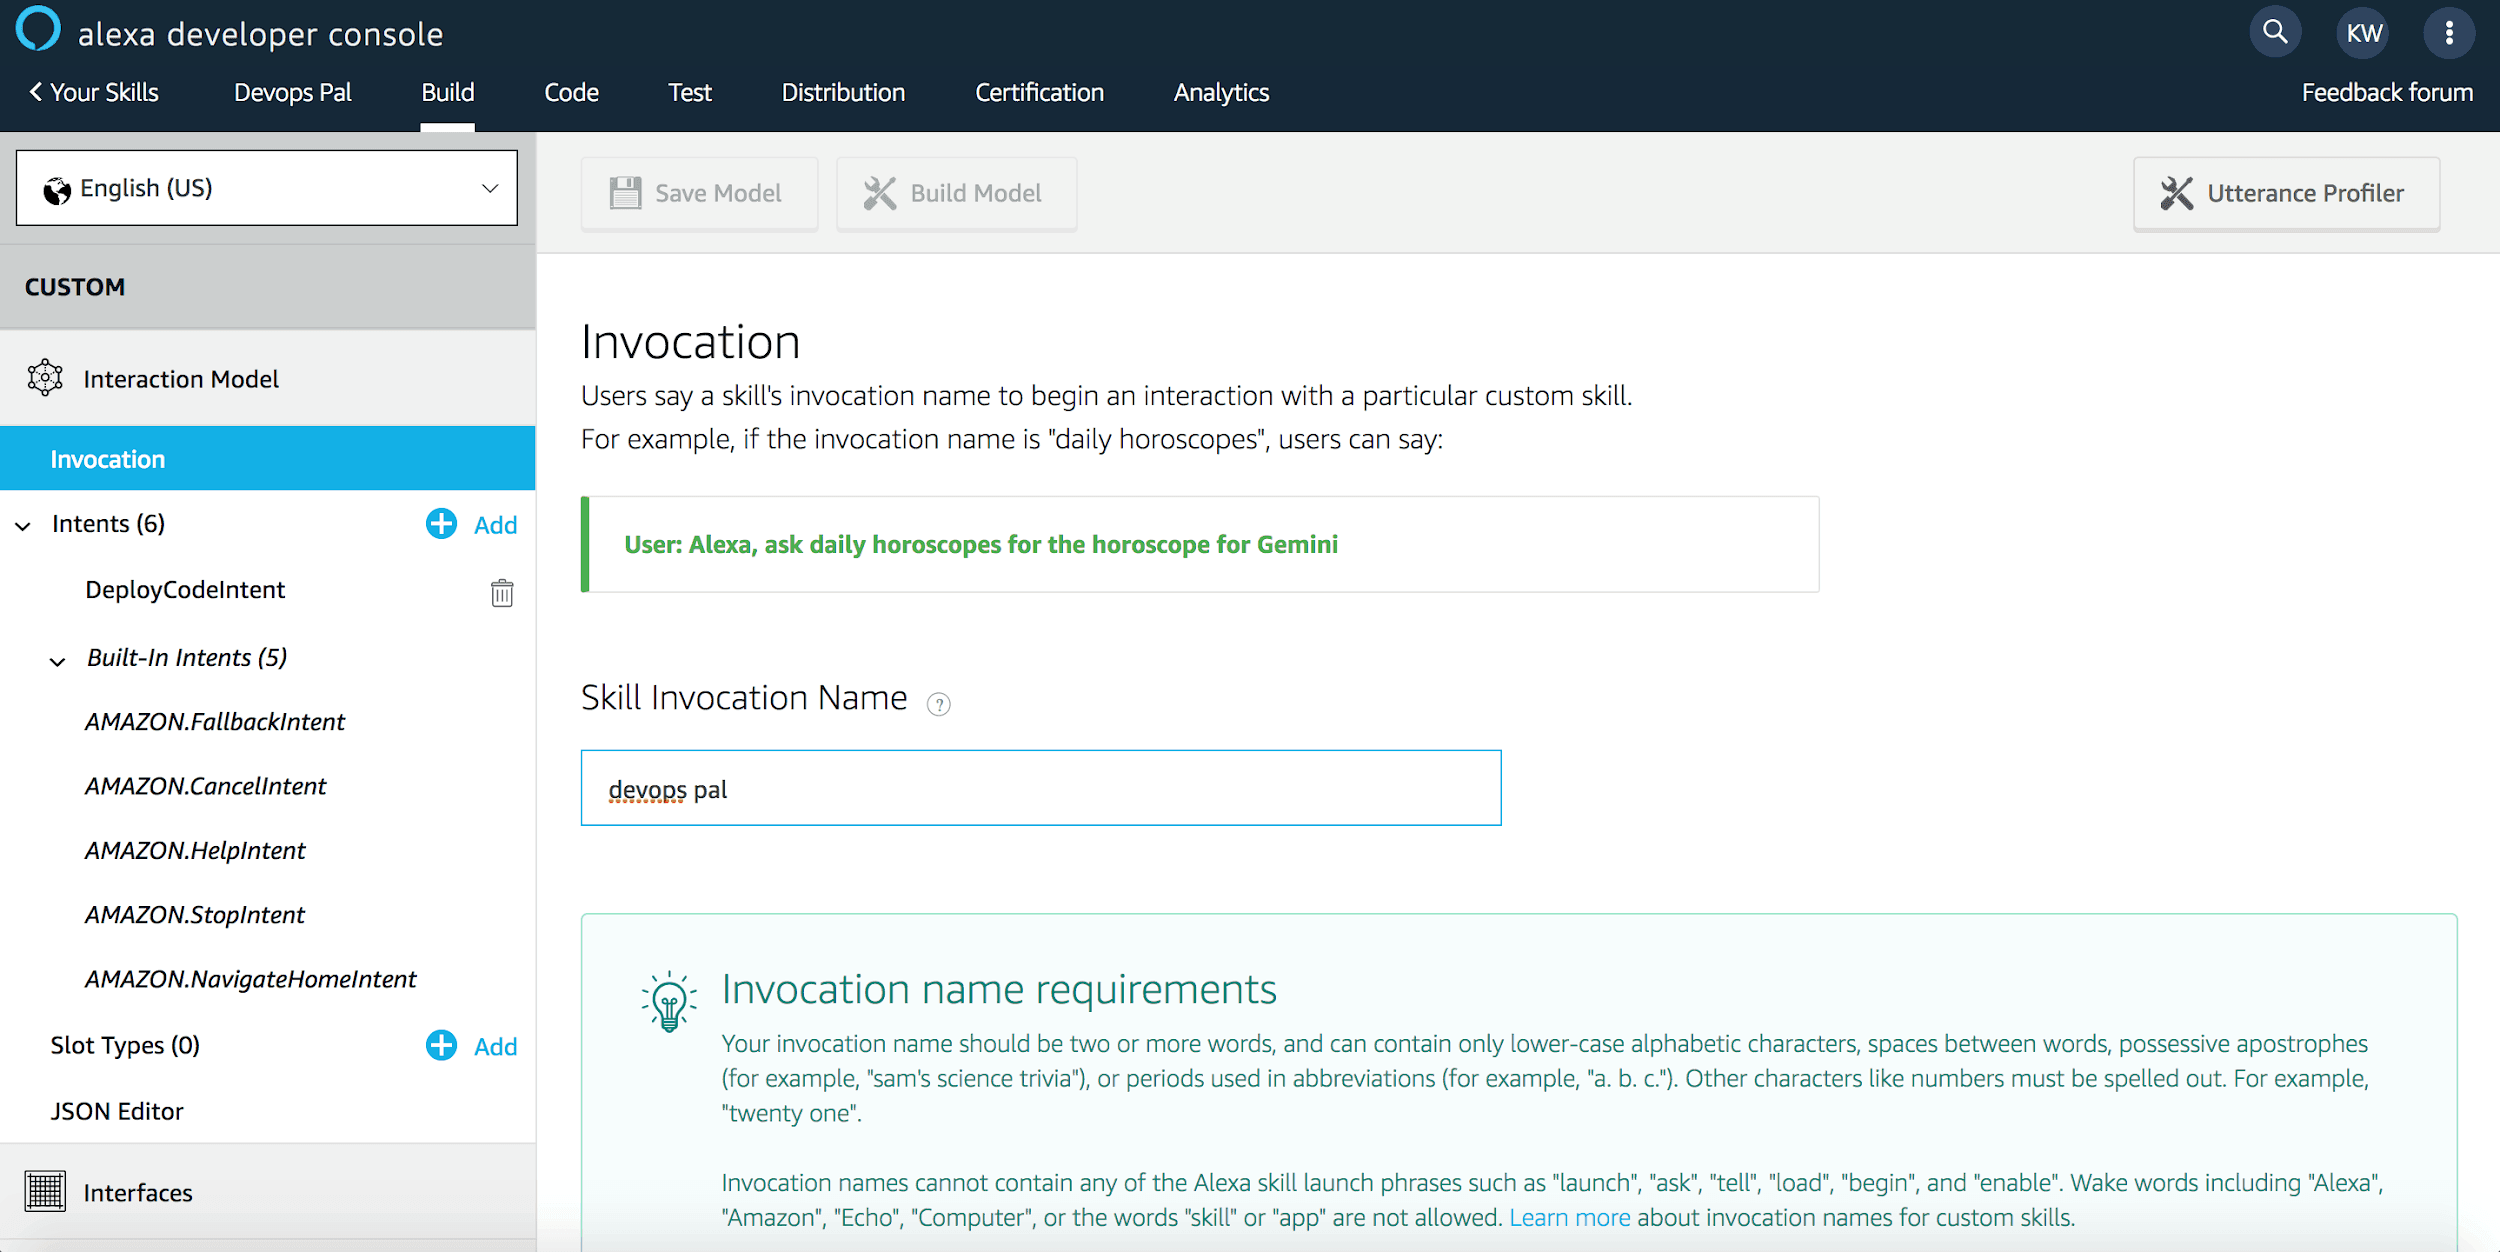 alexa developer console
KW
Your Skills
Devops Pal
Build
Code
Test
Distribution
Certification
Analytics
Feedback forum
English (US)
Save Model
Build Model
Utterance Profiler
CUSTOM
Interaction Model
Invocation
Intents (6)
Add
DeployCodeIntent
Built-In Intents (5)
AMAZON.FallbackIntent
AMAZON.CancelIntent
AMAZON.HelpIntent
AMAZON.StopIntent
AMAZON.NavigateHomeIntent
Slot Types (0)
Add
JSON Editor
Interfaces
Invocation
Users say a skill's invocation name to begin an interaction with a particular custom skill.
For example, if the invocation name is "daily horoscopes", users can say:
User: Alexa, ask daily horoscopes for the horoscope for Gemini
Skill Invocation Name ?
devops pal
Invocation name requirements
Your invocation name should be two or more words, and can contain only lower-case alphabetic characters, spaces between words, possessive apostrophes
(for example, "sam's science trivia"), or periods used in abbreviations (for example, "a. b. c."). Other characters like numbers must be spelled out. For example,
"twenty one".
Invocation names cannot contain any of the Alexa skill launch phrases such as "launch", "ask", "tell", "load", "begin", and "enable". Wake words including "Alexa",
"Amazon", "Echo", "Computer", or the words "skill" or "app" are not allowed. Learn more about invocation names for custom skills.